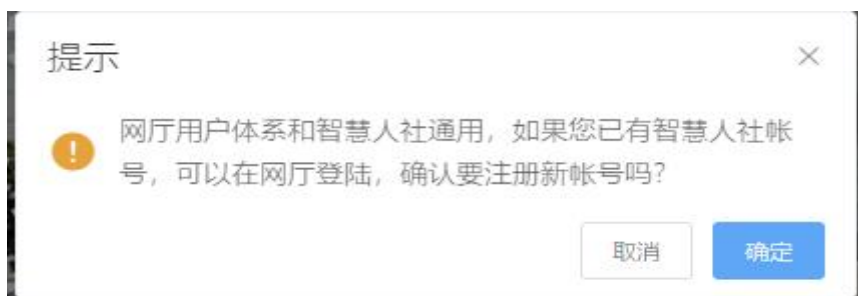 提示
网厅用户体系和智慧人社通用，如果您已有智慧人社帐
号，可以在网厅登陆，确认要注册新帐号吗？
取消
确定